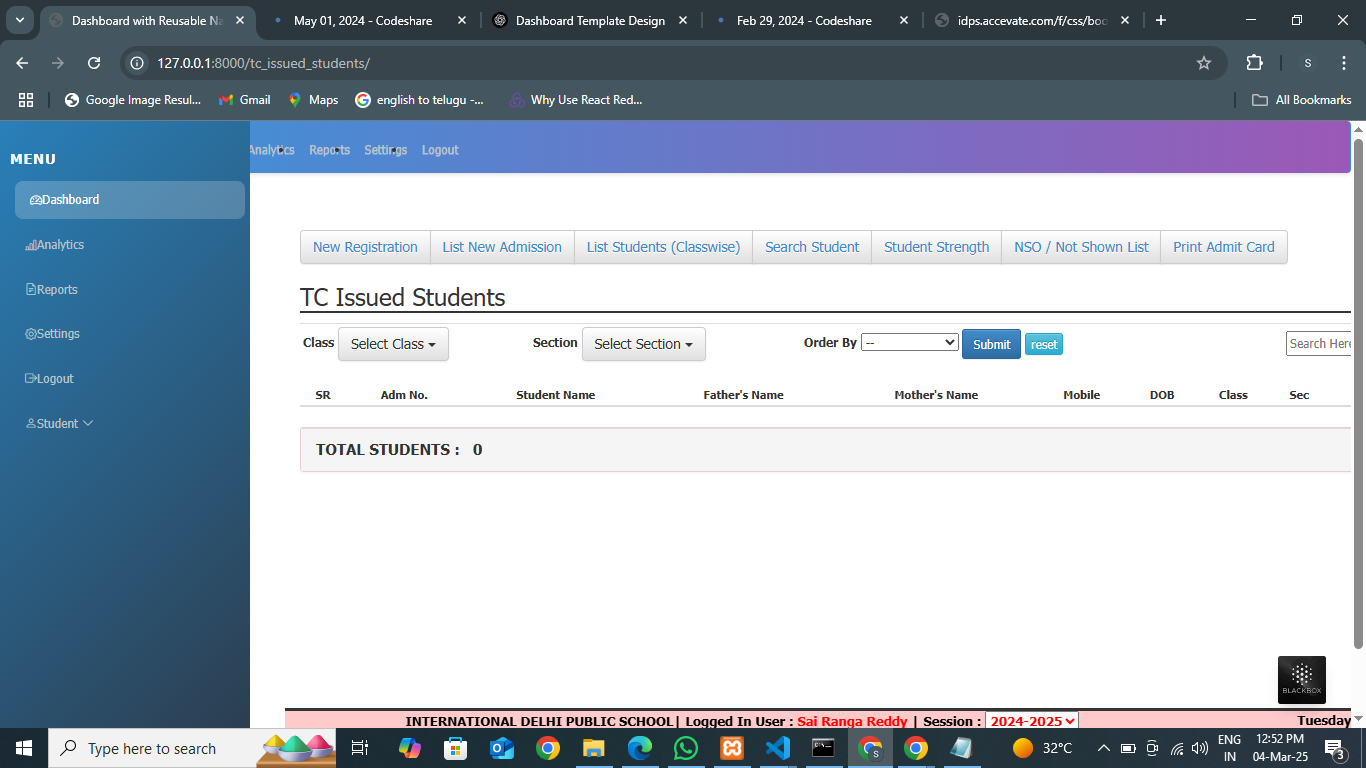 Dashboard with Reusable Na
May 01, 2024 - Codeshare
Dashboard Template Design
Feb 29, 2024 - Codeshare
idps.accevate.com/f/css/boo
127.0.0.1:8000/tc_issued_students/
S
Google Image Resul...
Gmail
Maps
english to telugu -...
Why Use React Red...
All Bookmarks
MENU
Dashboard
Analytics
Reports
Settings
Logout
Student
Analytics Reports Settings Logout
New Registration
List New Admission
List Students (Classwise)
Search Student
Student Strength
NSO / Not Shown List
Print Admit Card
TC Issued Students
Class Select Class Section Select Section Order By -- Submit reset Search Here
SR Adm No. Student Name Father's Name Mother's Name Mobile DOB Class Sec
TOTAL STUDENTS : 0
BLACKBOX
INTERNATIONAL DELHI PUBLIC SCHOOL| Logged In User : Sai Ranga Reddy | Session : 2024-2025 Tuesday
Type here to search
S
32°C
ENG
IN
12:52 PM
04-Mar-25
3